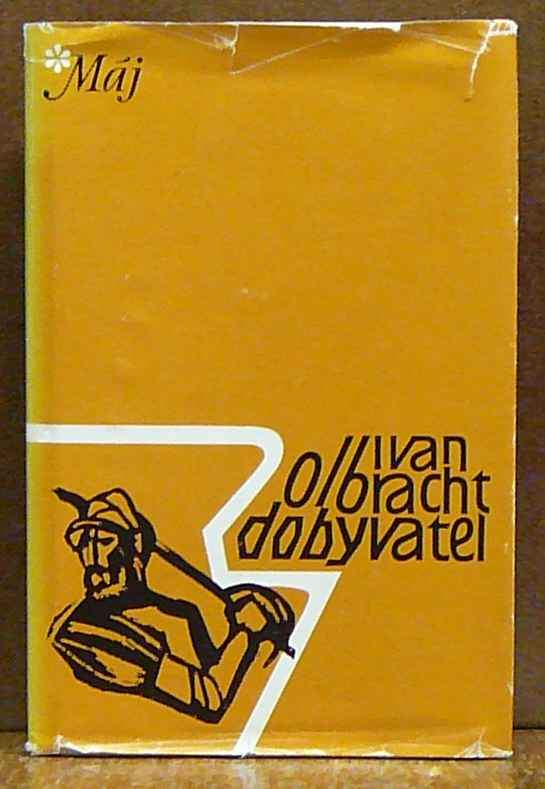 Máj
ivan
olbracht
dobyvatel